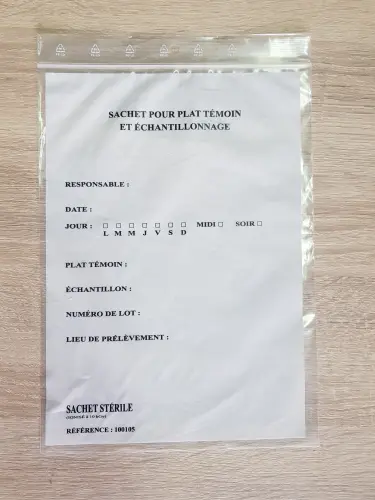 SACHET POUR PLAT TÉMOIN
ET ÉCHANTILLONNAGE
RESPONSABLE :
DATE :
JOUR : □ □ □ □ □ □ □ MIDI □ SOIR □
L M M J V S D
PLAT TÉMOIN :
ÉCHANTILLON :
NUMÉRO DE LOT :
LIEU DE PRÉLÈVEMENT :
SACHET STÉRILE
RÉFÉRENCE : 100105